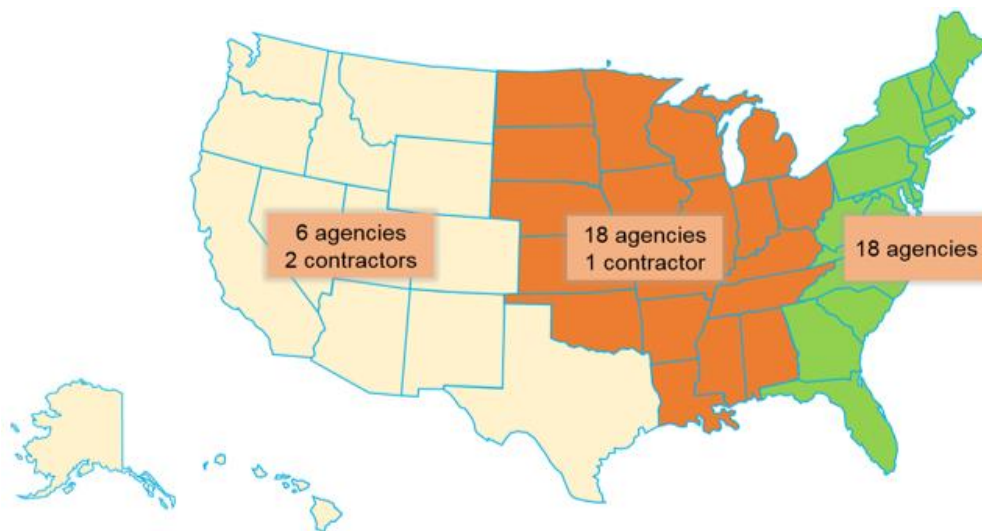 6 agencies
2 contractors
18 agencies
1 contractor
18 agencies